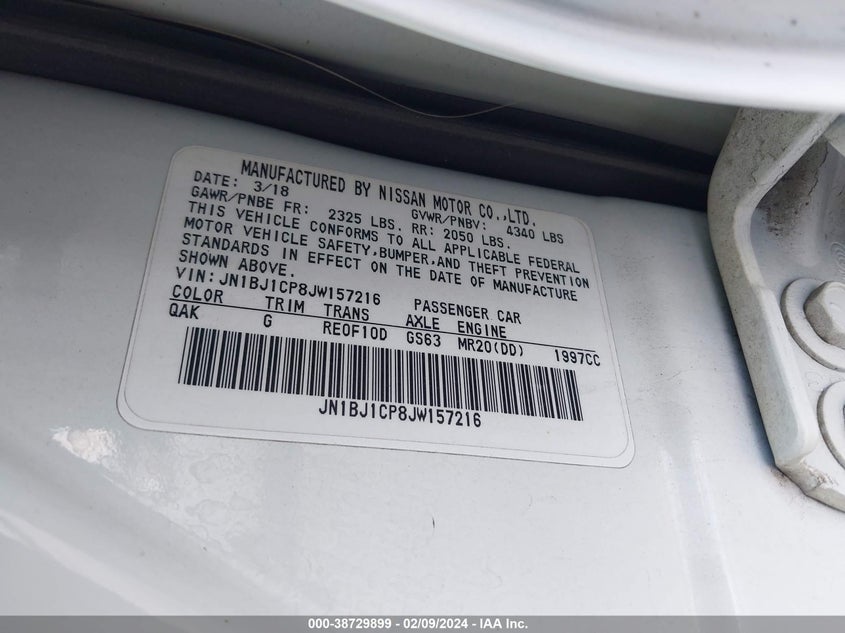 MANUFACTURED BY NISSAN MOTOR CO.,LTD.
DATE: 3/18 GVWR/PNBV: 4340 LBS
GAWR/PNBE FR: 2325 LBS. RR: 2050 LBS.
THIS VEHICLE CONFORMS TO ALL APPLICABLE FEDERAL
MOTOR VEHICLE SAFETY,BUMPER,AND THEFT PREVENTION
STANDARDS IN EFFECT ON THE DATE OF MANUFACTURE
SHOWN ABOVE.
VIN:JN1BJ1CP8JW157216 PASSENGER CAR
COLOR TRIM TRANS AXLE ENGINE
QAK G RE0F10D GS63 MR20(DD) 1997CC
JN1BJ1CP8JW157216
000-38729899 - 02/09/2024 - IAA Inc.